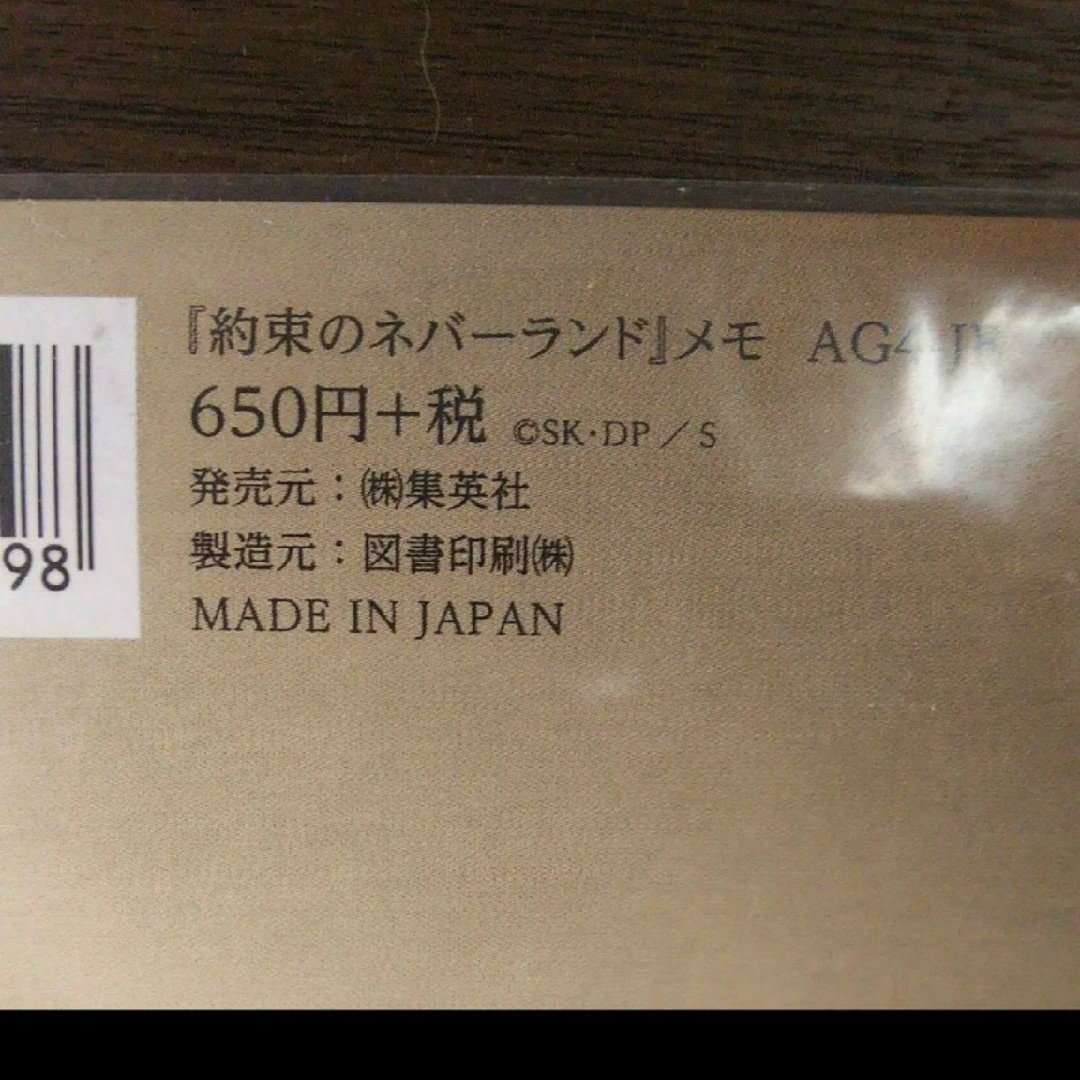 『約束のネバーランド』メモ
650円+税 ©SK・DP／S
発売元：㈱集英社
製造元：図書印刷㈱
MADE IN JAPAN
98